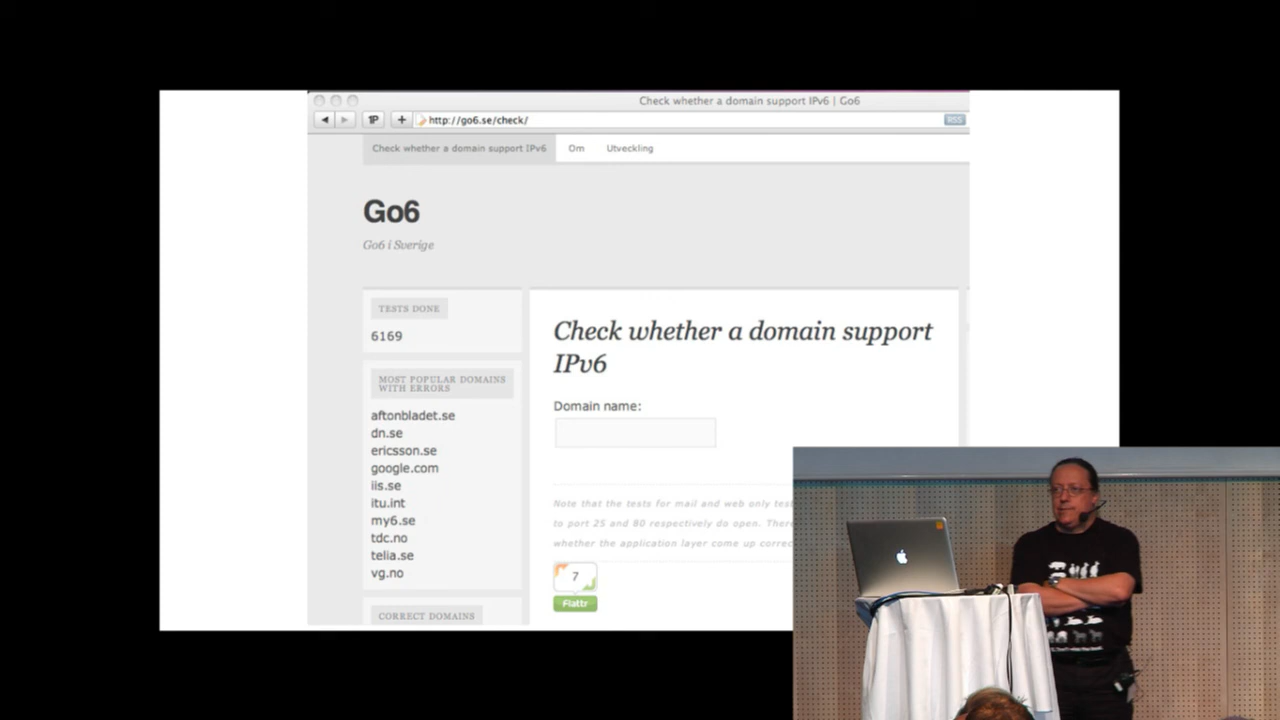 Check whether a domain support IPv6 | Go6
1P
+
http://go6.se/check/
RSS
Check whether a domain support IPv6 Om Utveckling
Go6
Go6 i Sverige
TESTS DONE
6169
MOST POPULAR DOMAINS
WITH ERRORS
aftonbladet.se
dn.se
ericsson.se
google.com
iis.se
itu.int
my6.se
tdc.no
telia.se
vg.no
CORRECT DOMAINS
Check whether a domain support
IPv6
Domain name:
Note that the tests for mail and web only test
to port 25 and 80 respectively do open. There
whether the application layer come up correc
7
Flattr